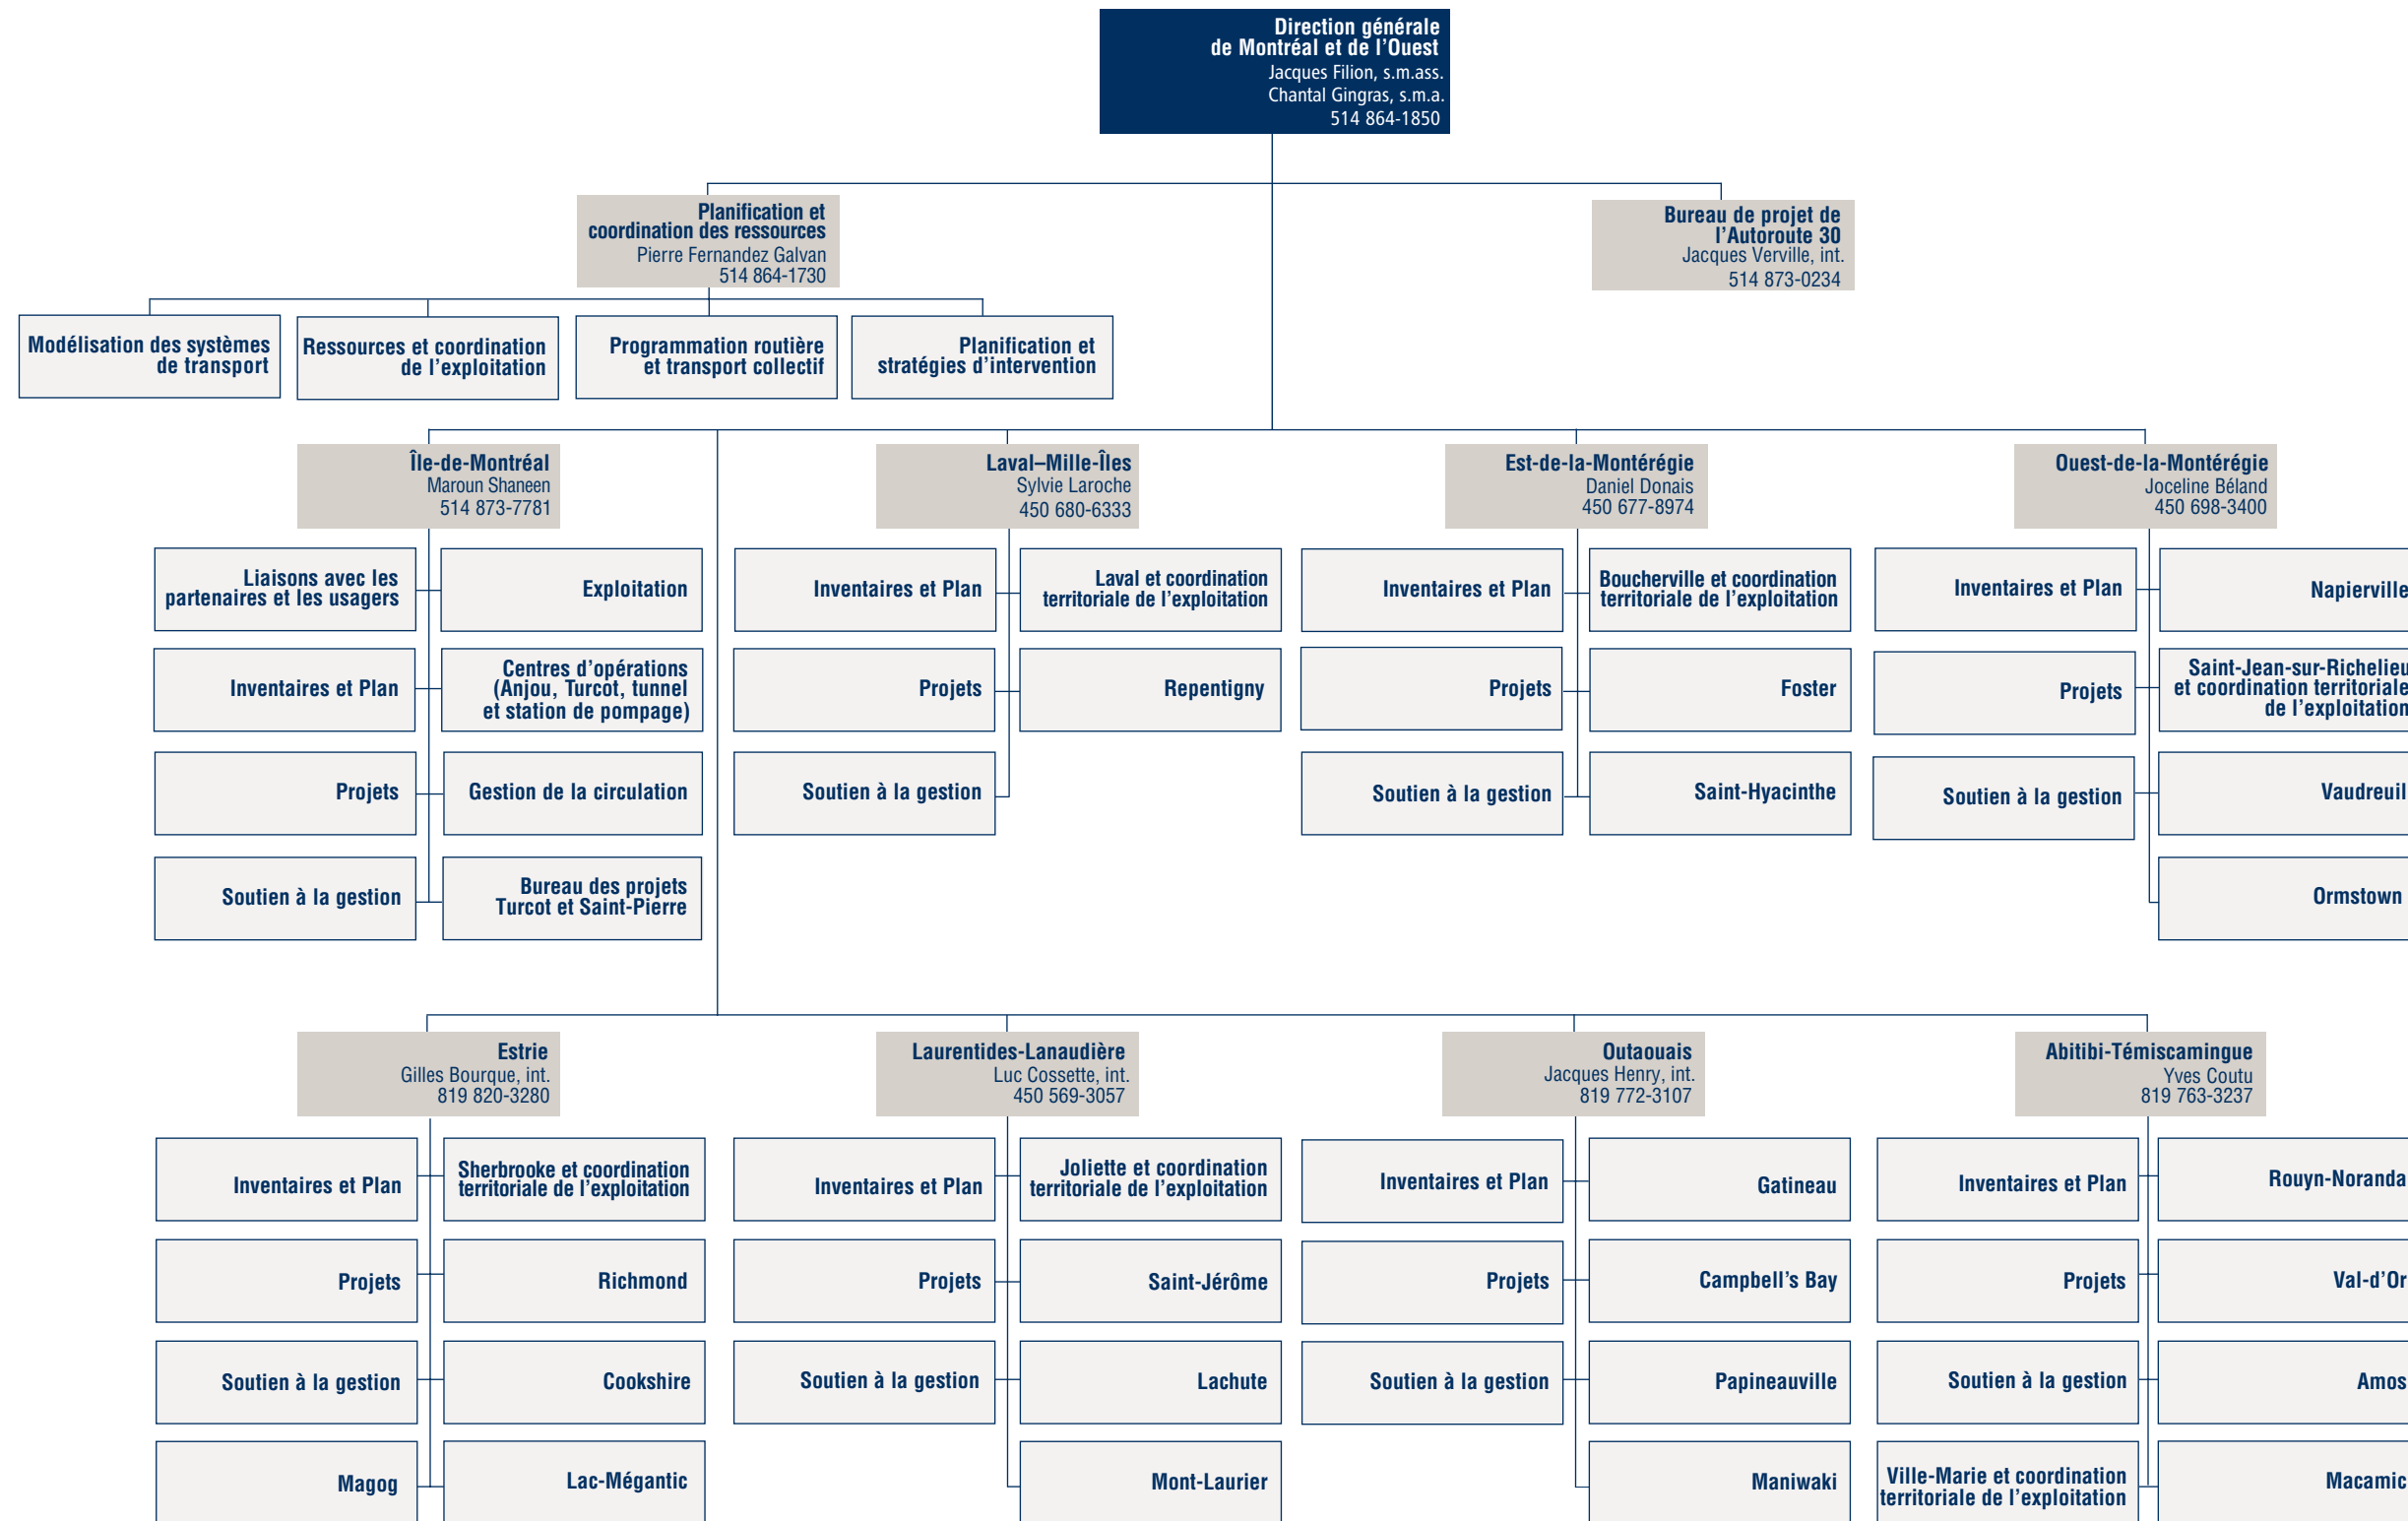 Direction générale
de Montréal et de l'Ouest
Jacques Filion, s.m.ass.
Chantal Gingras, s.m.a.
514 864-1850
Planification et
coordination des ressources
Pierre Fernandez Galvan
514 864-1730
Bureau de projet de
l'Autoroute 30
Jacques Verville, int.
514 873-0234
Modélisation des systèmes
de transport
Ressources et coordination
de l'exploitation
Programmation routière
et transport collectif
Planification et
stratégies d'intervention
Île-de-Montréal
Maroun Shaneen
514 873-7781
Liaisons avec les
partenaires et les usagers
Exploitation
Inventaires et Plan
Centres d'opérations
(Anjou, Turcot, tunnel
et station de pompage)
Projets
Gestion de la circulation
Soutien à la gestion
Bureau des projets
Turcot et Saint-Pierre
Laval–Mille-Îles
Sylvie Laroche
450 680-6333
Inventaires et Plan
Laval et coordination
territoriale de l'exploitation
Projets
Repentigny
Soutien à la gestion
Est-de-la-Montérégie
Daniel Donais
450 677-8974
Inventaires et Plan
Boucherville et coordination
territoriale de l'exploitation
Projets
Foster
Soutien à la gestion
Saint-Hyacinthe
Ouest-de-la-Montérégie
Joceline Béland
450 698-3400
Inventaires et Plan
Napierville
Projets
Saint-Jean-sur-Richelieu
et coordination territoriale
de l'exploitation
Soutien à la gestion
Vaudreuil
Ormstown
Estrie
Gilles Bourque, int.
819 820-3280
Inventaires et Plan
Sherbrooke et coordination
territoriale de l'exploitation
Projets
Richmond
Soutien à la gestion
Cookshire
Magog
Lac-Mégantic
Laurentides-Lanaudière
Luc Cossette, int.
450 569-3057
Inventaires et Plan
Joliette et coordination
territoriale de l'exploitation
Projets
Saint-Jérôme
Soutien à la gestion
Lachute
Mont-Laurier
Outaouais
Jacques Henry, int.
819 772-3107
Inventaires et Plan
Gatineau
Projets
Campbell's Bay
Soutien à la gestion
Papineauville
Maniwaki
Abitibi-Témiscamingue
Yves Coutu
819 763-3237
Inventaires et Plan
Rouyn-Noranda
Projets
Val-d'Or
Soutien à la gestion
Amos
Ville-Marie et coordination
territoriale de l'exploitation
Macamic